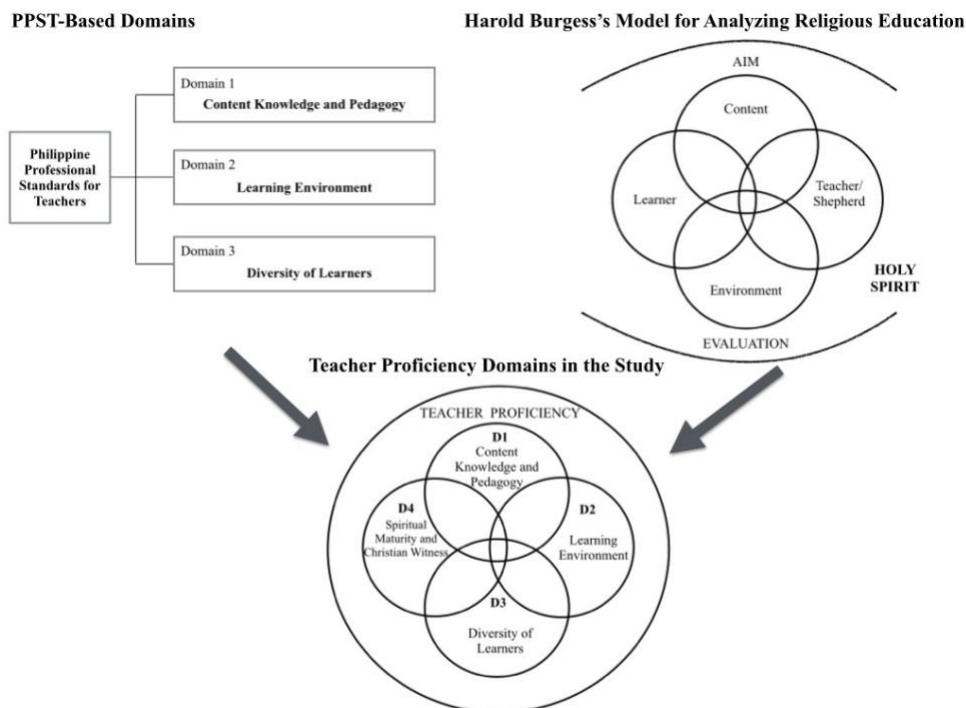 PPST-Based Domains
Philippine
Professional
Standards for
Teachers
Domain 1
Content Knowledge and Pedagogy
Domain 2
Learning Environment
Domain 3
Diversity of Learners
Harold Burgess's Model for Analyzing Religious Education
AIM
Content
Learner
Teacher/
Shepherd
Environment
HOLY
SPIRIT
EVALUATION
Teacher Proficiency Domains in the Study
TEACHER PROFICIENCY
D1
Content
Knowledge and
Pedagogy
D4
Spiritual
Maturity and
Christian Witness
D2
Learning
Environment
D3
Diversity of
Learners